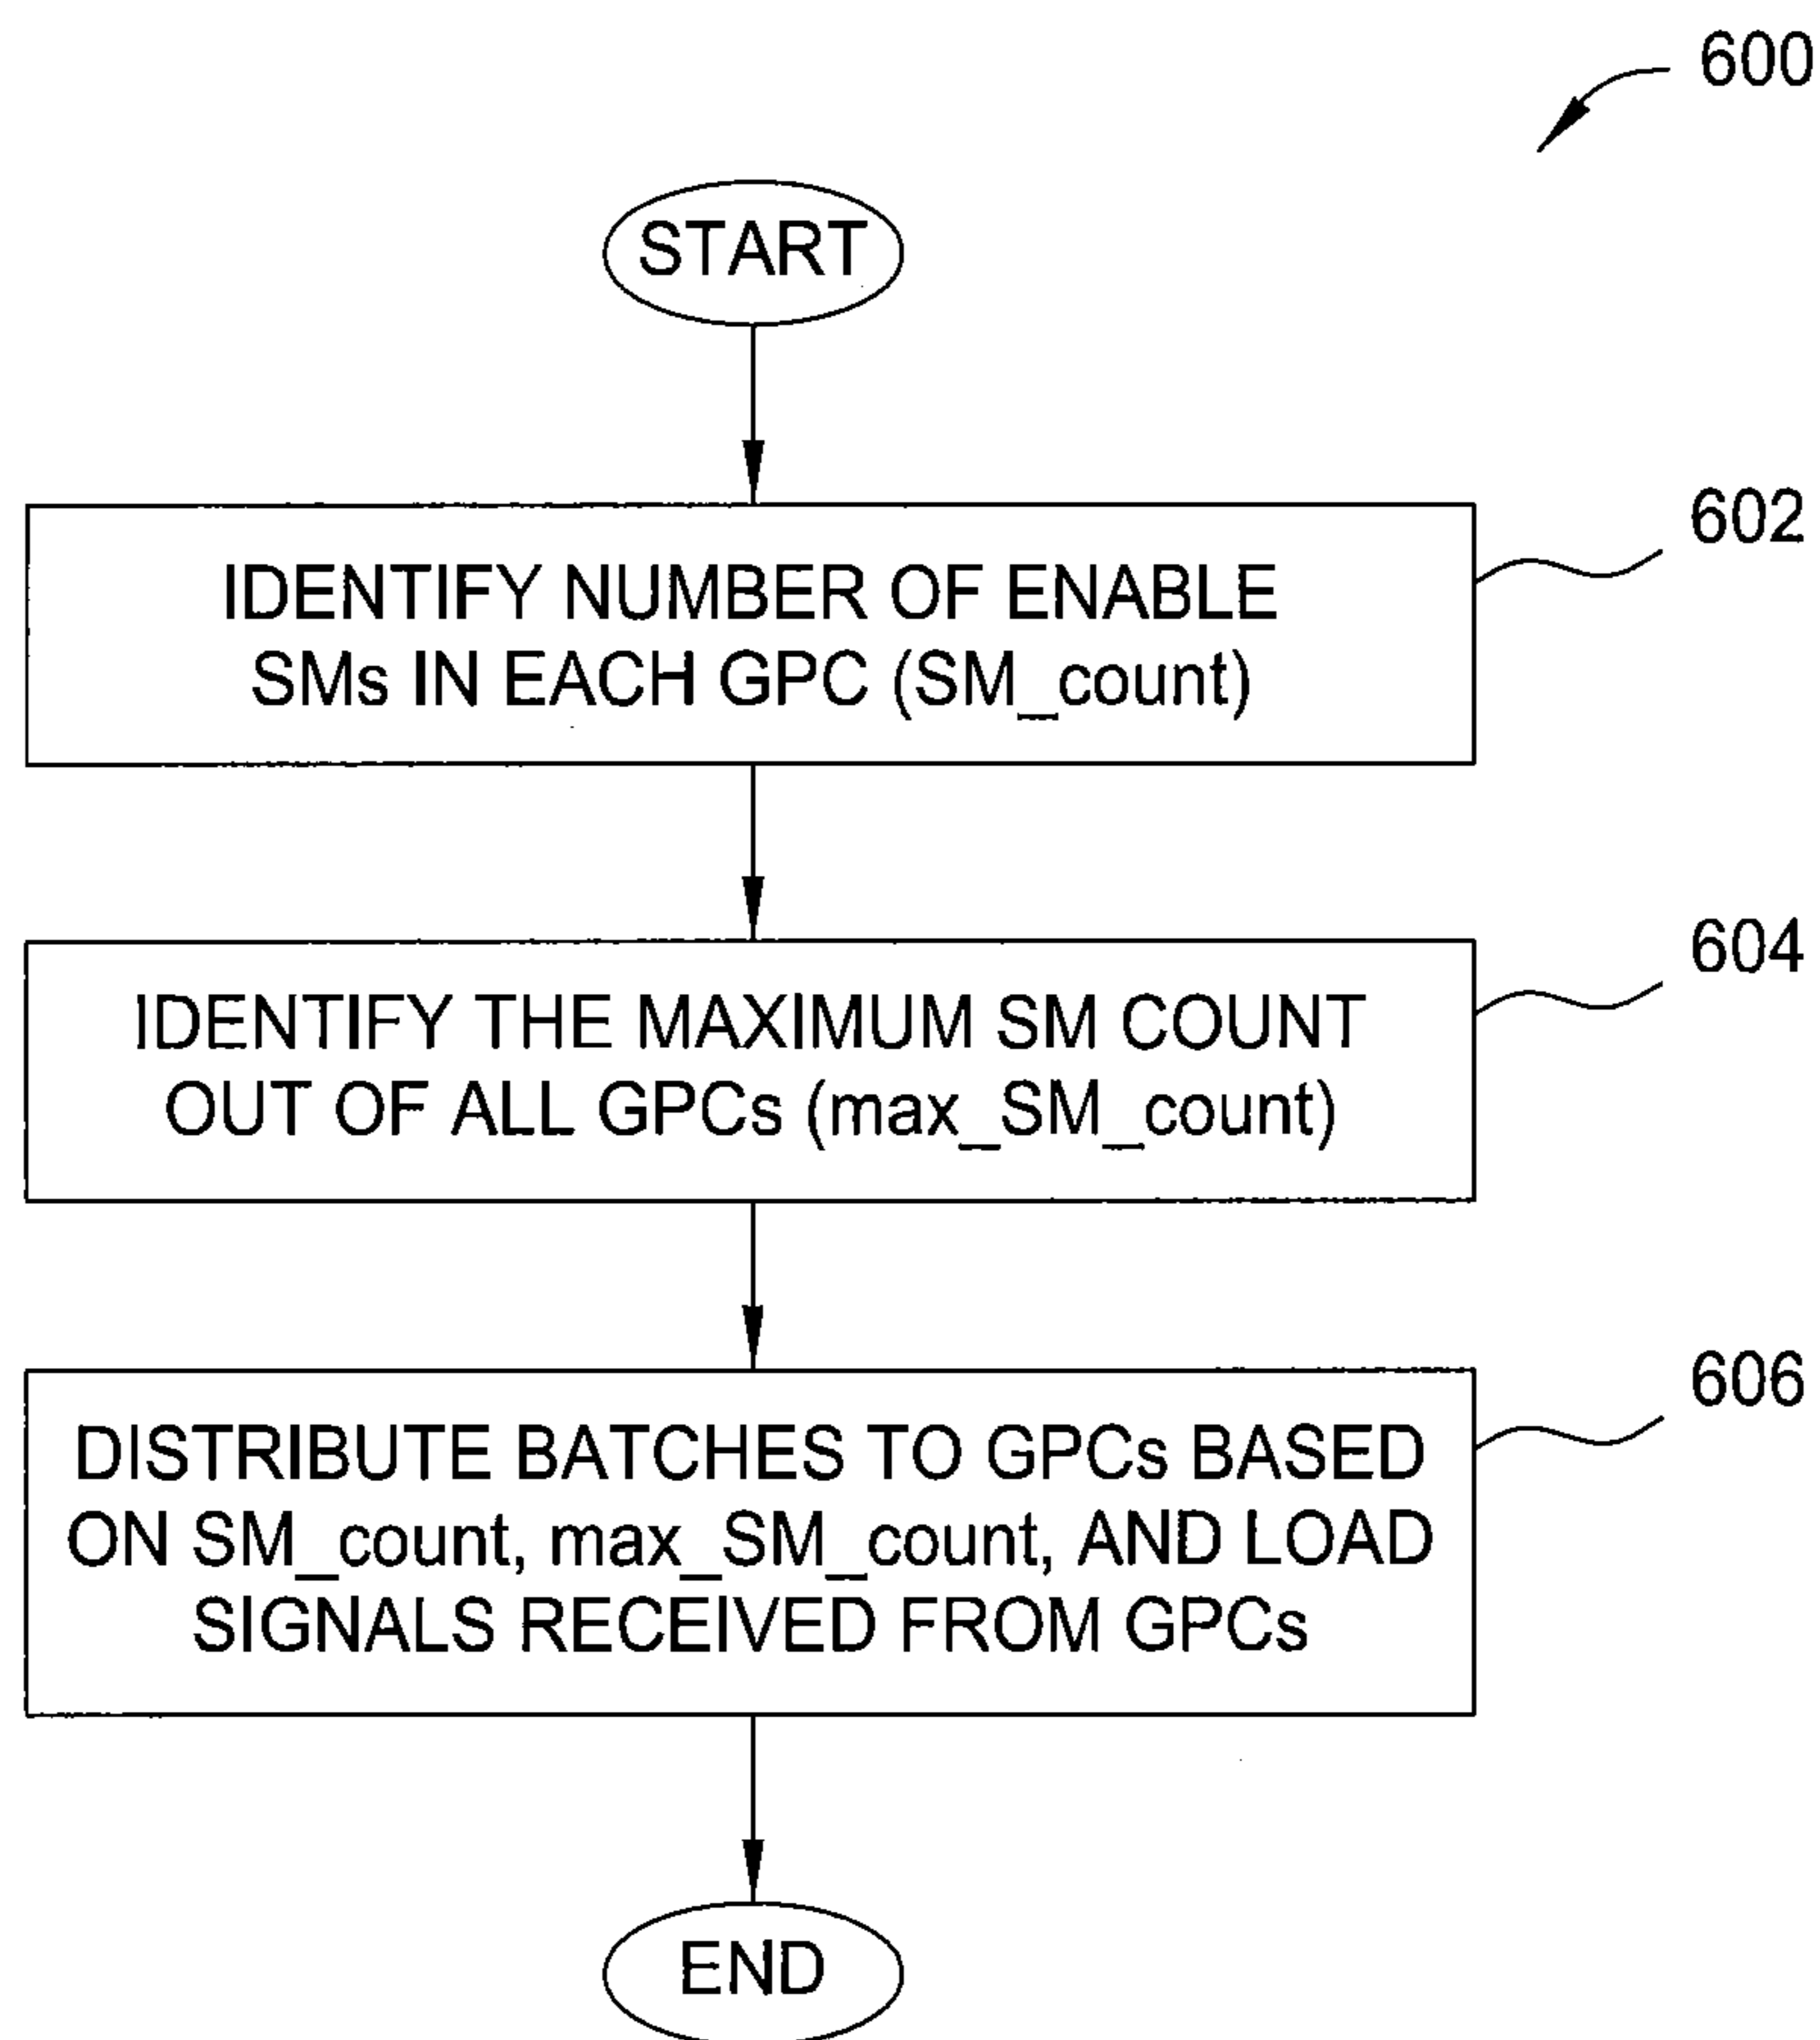 600
START
602
IDENTIFY NUMBER OF ENABLE
SMs IN EACH GPC (SM_count)
604
IDENTIFY THE MAXIMUM SM COUNT
OUT OF ALL GPCs (max_SM_count)
606
DISTRIBUTE BATCHES TO GPCs BASED
ON SM_count, max_SM_count, AND LOAD
SIGNALS RECEIVED FROM GPCs
END